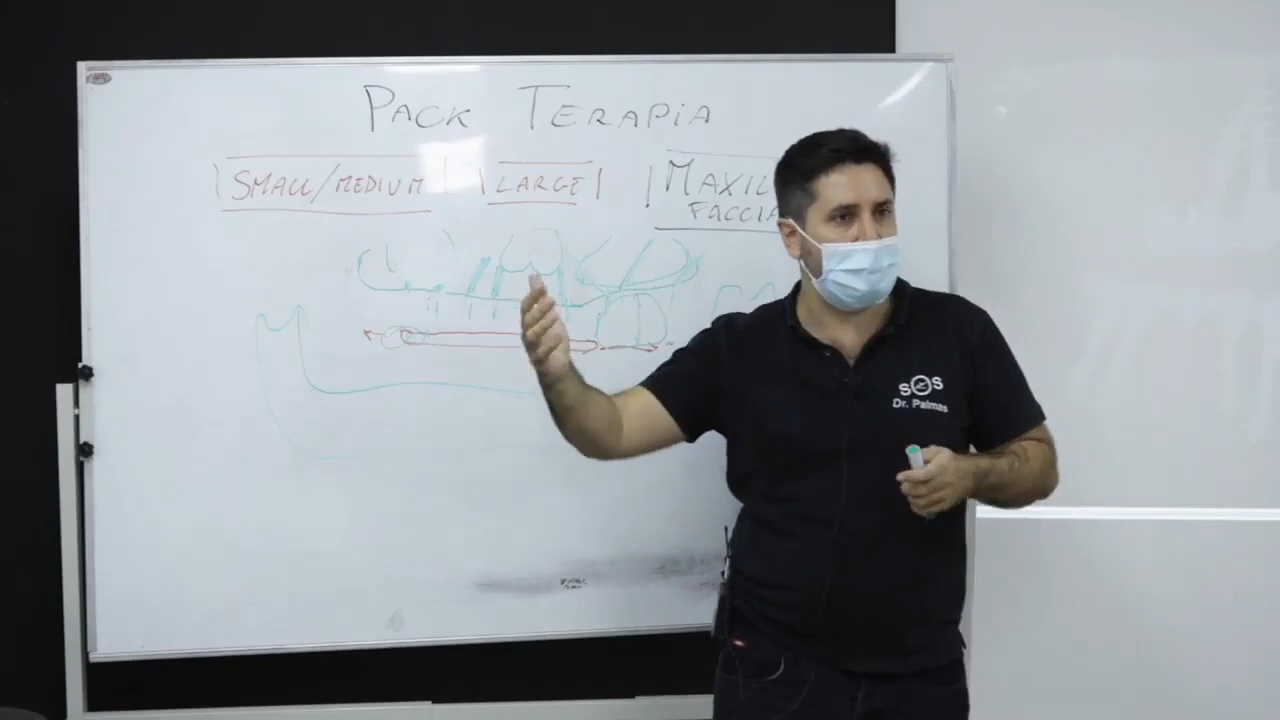 PACK TERAPIA
SMALL/MEDIUM LARGE MAXIL
FACCIA
SOS
Dr. Palmas